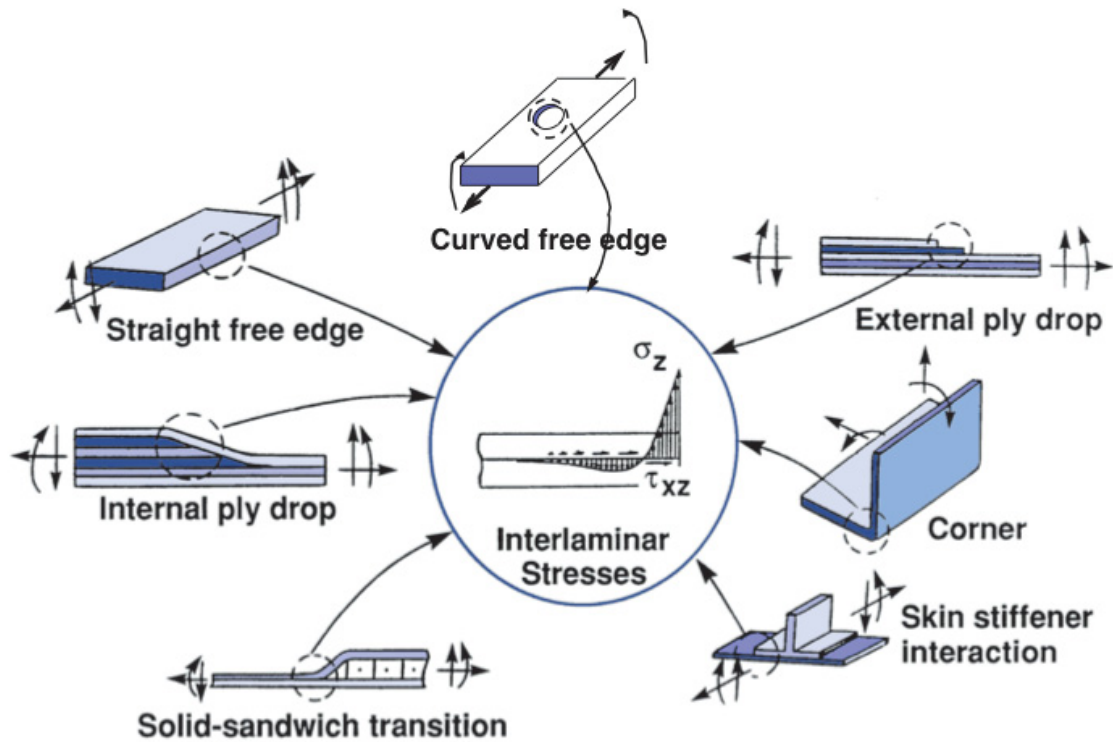 Curved free edge
Straight free edge
External ply drop
σz
τxz
Internal ply drop
Interlaminar
Stresses
Corner
Skin stiffener
interaction
Solid-sandwich transition